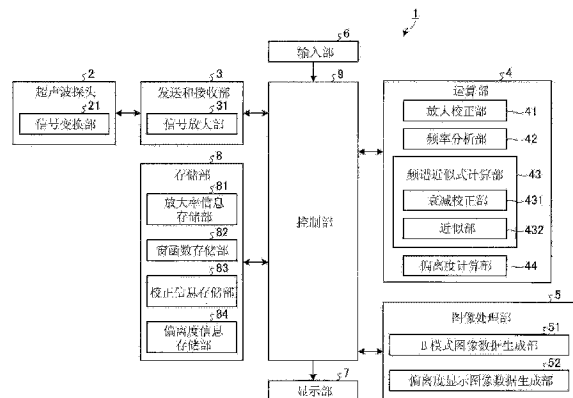 1
6
输入部
2
超声波探头
21
信号变换部
3
发送和接收部
31
信号放大部
9
控制部
4
运算部
放大校正部
41
频率分析部
42
频谱近似式计算部
43
衰减校正部
431
近似部
432
偏离度计算部
44
8
存储部
81
放大率信息
存储部
82
窗函数存储部
83
校正信息存储部
84
偏离度信息
存储部
5
图像处理部
51
B模式图像数据生成部
52
偏离度显示图像数据生成部
7
显示部